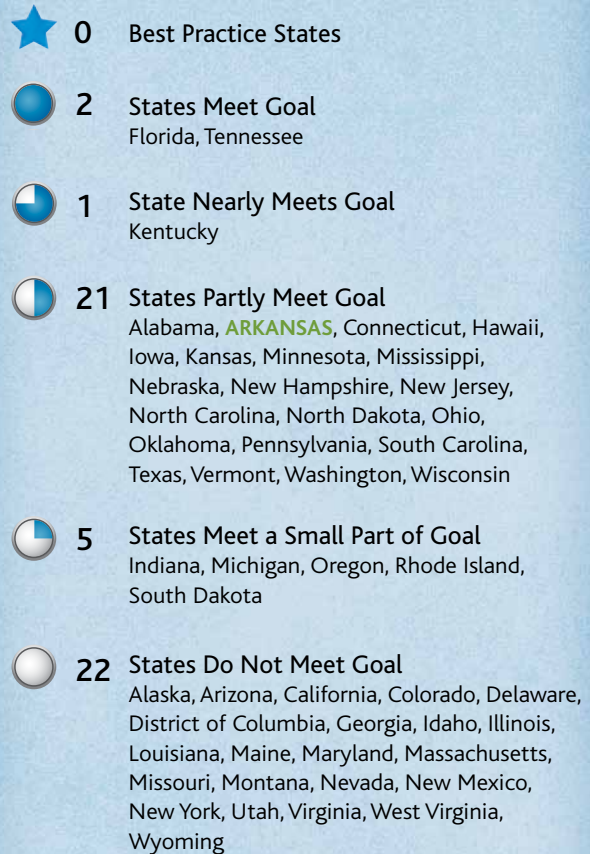 0 Best Practice States
2 States Meet Goal
Florida, Tennessee
1 State Nearly Meets Goal
Kentucky
21 States Partly Meet Goal
Alabama, ARKANSAS, Connecticut, Hawaii,
Iowa, Kansas, Minnesota, Mississippi,
Nebraska, New Hampshire, New Jersey,
North Carolina, North Dakota, Ohio,
Oklahoma, Pennsylvania, South Carolina,
Texas, Vermont, Washington, Wisconsin
5 States Meet a Small Part of Goal
Indiana, Michigan, Oregon, Rhode Island,
South Dakota
22 States Do Not Meet Goal
Alaska, Arizona, California, Colorado, Delaware,
District of Columbia, Georgia, Idaho, Illinois,
Louisiana, Maine, Maryland, Massachusetts,
Missouri, Montana, Nevada, New Mexico,
New York, Utah, Virginia, West Virginia,
Wyoming